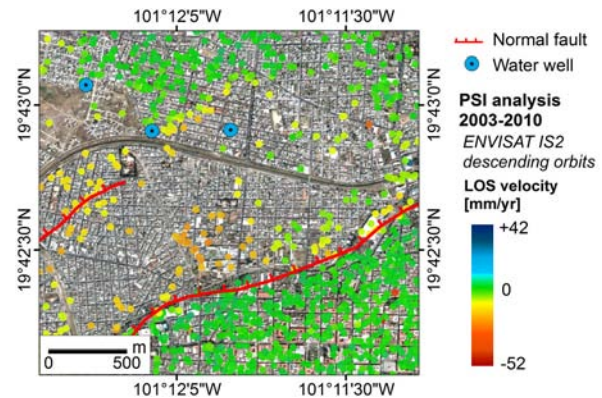 101°12'5"W 101°11'30"W
Normal fault
Water well
19°43'0"N
19°43'0"N
PSI analysis
2003-2010
ENVISAT IS2
descending orbits
LOS velocity
[mm/yr]
+42
0
-52
19°42'30"N
19°42'30"N
0 500 m
101°12'5"W 101°11'30"W